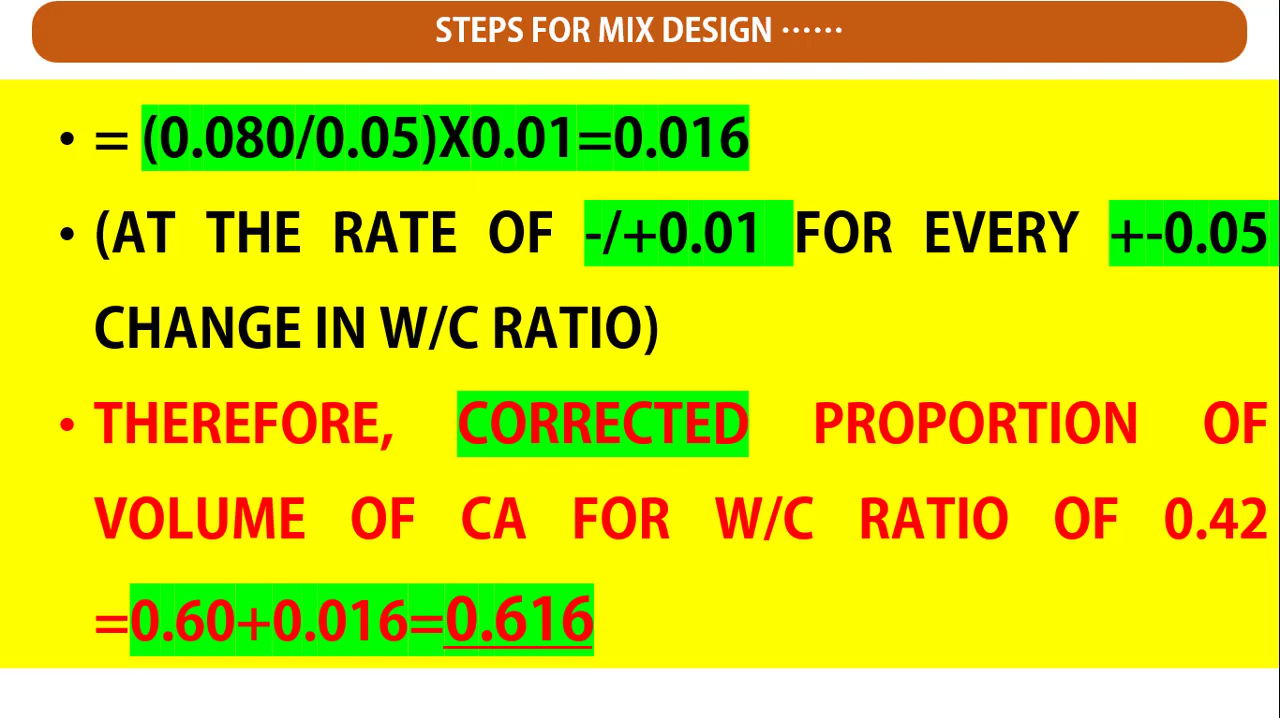 STEPS FOR MIX DESIGN ······
• = (0.080/0.05)X0.01=0.016
• (AT THE RATE OF -/+0.01 FOR EVERY +-0.05
CHANGE IN W/C RATIO)
• THEREFORE, CORRECTED PROPORTION OF
VOLUME OF CA FOR W/C RATIO OF 0.42
=0.60+0.016=0.616